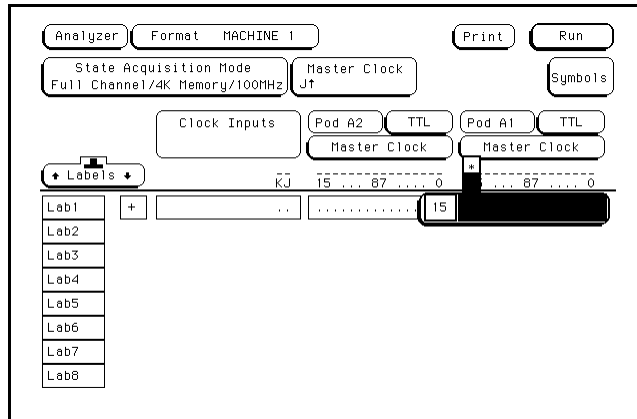 Analyzer Format MACHINE 1 Print Run
State Acquisition Mode
Full Channel/4K Memory/100MHz
Master Clock
J↑
Symbols
Clock Inputs Pod A2 TTL Pod A1 TTL
Master Clock Master Clock
*
↑ Labels ↓
KJ 15 ... 87 .... 0 ... 87 .... 0
Lab1 + .. .............. 15
Lab2
Lab3
Lab4
Lab5
Lab6
Lab7
Lab8